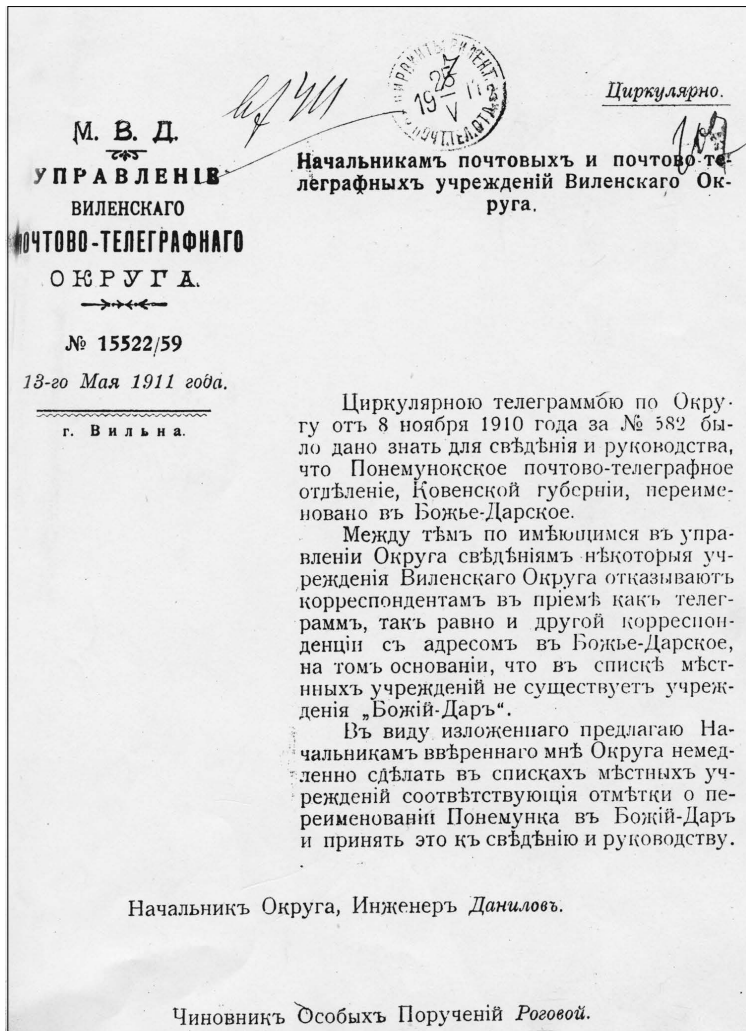 Циркулярно.
М. В. Д.
УПРАВЛЕНІЕ
ВИЛЕНСКАГО
ПОЧТОВО-ТЕЛЕГРАФНАГО
ОКРУГА.
№ 15522/59
13-го Мая 1911 года.
г. Вильна.
Начальникамъ почтовыхъ и почтово-те-
леграфныхъ учрежденій Виленскаго Ок-
руга.
Циркулярною телеграммбю по Окру-
гу отъ 8 ноября 1910 года за № 582 бы-
ло дано знать для свѣдѣнія и руководства,
что Понемунокское почтово-телеграфное
отдѣленіе, Ковенской губерніи, переиме-
новано въ Божье-Дарское.
Между тѣмъ по имѣющимся въ упра-
вленіи Округа свѣдѣніямъ нѣкоторыя уч-
режденія Виленскаго Округа отказываютъ
корреспондентамъ въ пріемѣ какъ телег-
раммъ, такъ равно и другой корреспон-
денціи съ адресомъ въ Божье-Дарское,
на томъ основаніи, что въ спискѣ мѣст-
нныхъ учрежденій не существуетъ учреж-
денія „Божій-Даръ“.
Въ виду изложеннаго предлагаю На-
чальникамъ ввѣреннаго мнѣ Округа немед-
ленно сдѣлать въ спискахъ мѣстныхъ уч-
режденій соотвѣтствующія отмѣтки о пе-
реименованіи Понемунка въ Божій-Даръ
и принять это къ свѣдѣнію и руководству.
Начальникъ Округа, Инженеръ Даниловъ.
Чиновникъ Особыхъ Порученій Роговой.